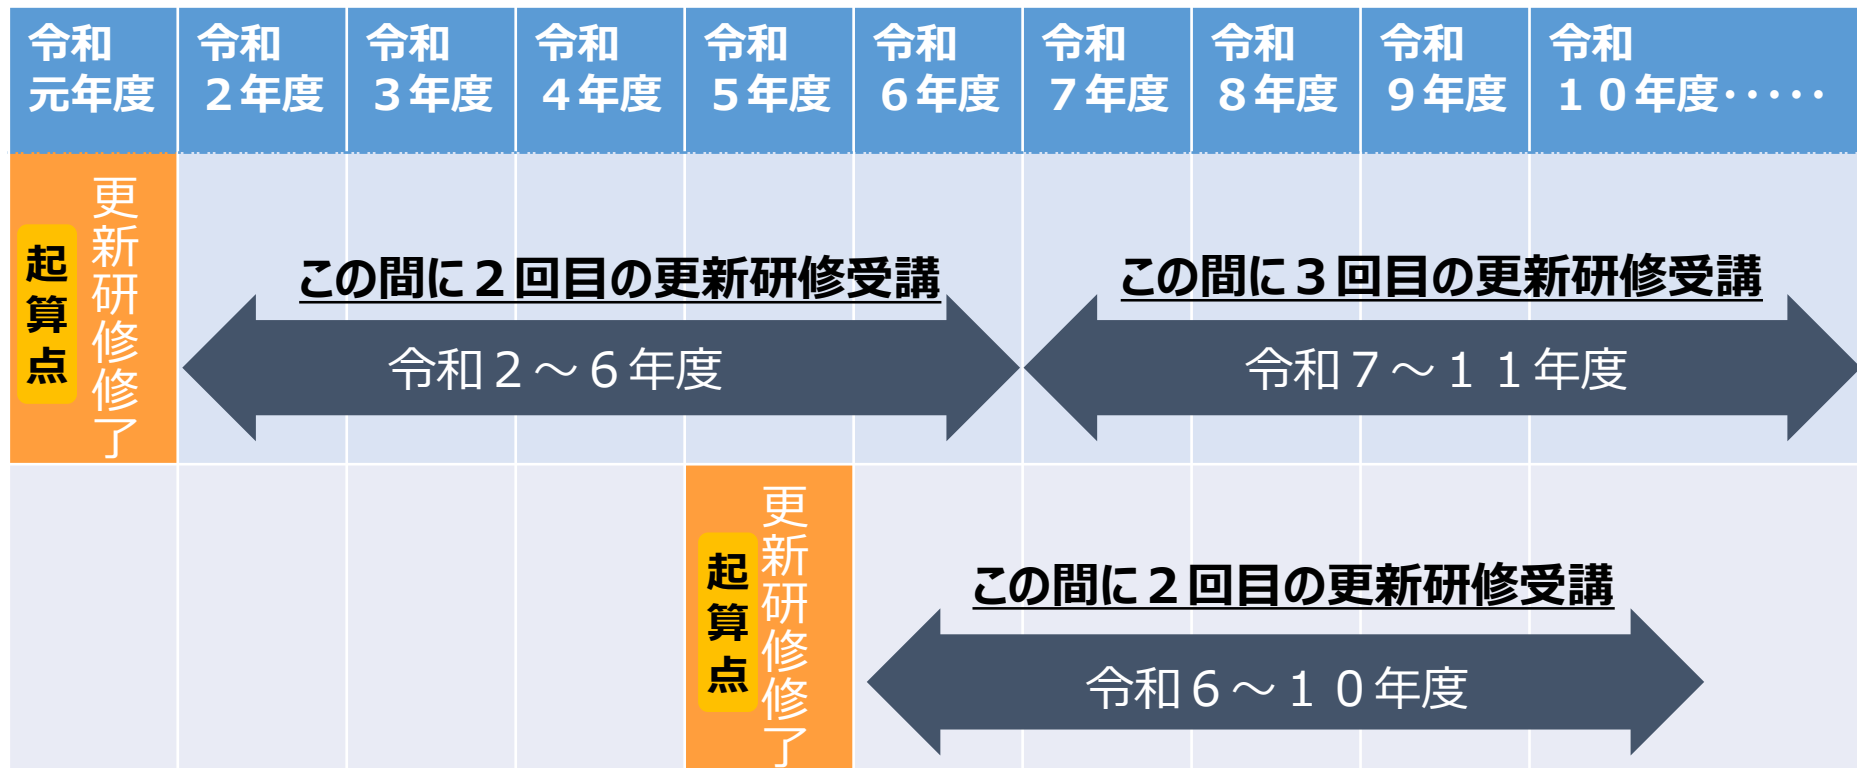 令和
元年度
令和
２年度
令和
３年度
令和
４年度
令和
５年度
令和
６年度
令和
７年度
令和
８年度
令和
９年度
令和
１０年度・・・・・
起算点
更新研修修了
この間に２回目の更新研修受講
令和２～６年度
この間に３回目の更新研修受講
令和７～１１年度
起算点
更新研修修了
この間に２回目の更新研修受講
令和６～１０年度